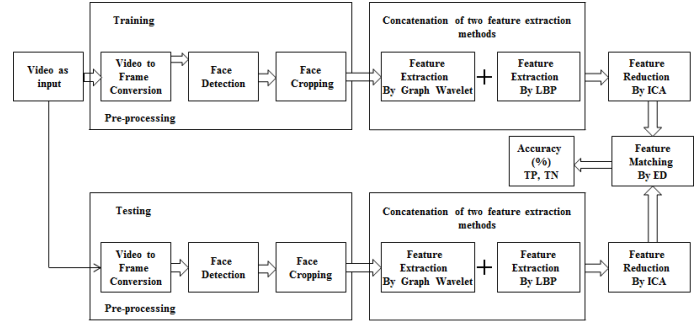 Training
Concatenation of two feature extraction
methods
Video as
input
Video to
Frame
Conversion
Face
Detection
Face
Cropping
Feature
Extraction
By Graph Wavelet
+
Feature
Extraction
By LBP
Feature
Reduction
By ICA
Pre-processing
Accuracy
(%)
TP, TN
Feature
Matching
By ED
Testing
Concatenation of two feature extraction
methods
Video to
Frame
Conversion
Face
Detection
Face
Cropping
Feature
Extraction
By Graph Wavelet
+
Feature
Extraction
By LBP
Feature
Reduction
By ICA
Pre-processing